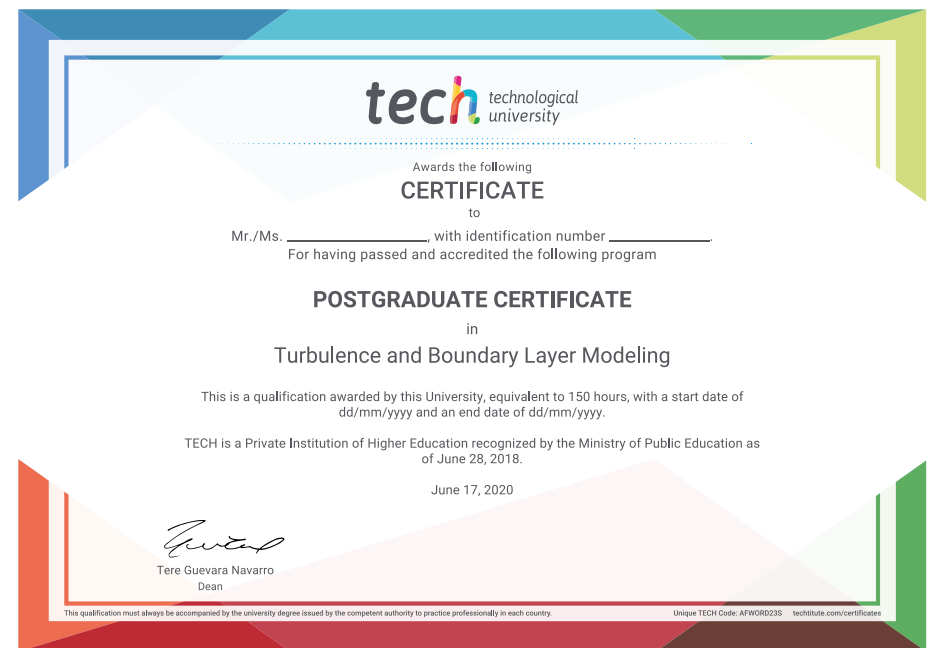 tech technological
university
Awards the following
CERTIFICATE
to
Mr./Ms. ____________________, with identification number ______________.
For having passed and accredited the following program
POSTGRADUATE CERTIFICATE
in
Turbulence and Boundary Layer Modeling
This is a qualification awarded by this University, equivalent to 150 hours, with a start date of
dd/mm/yyyy and an end date of dd/mm/yyyy.
TECH is a Private Institution of Higher Education recognized by the Ministry of Public Education as
of June 28, 2018.
June 17, 2020
Tere Guevara Navarro
Dean
This qualification must always be accompanied by the university degree issued by the competent authority to practice professionally in each country. Unique TECH Code: AFWORD23S techtitute.com/certificates